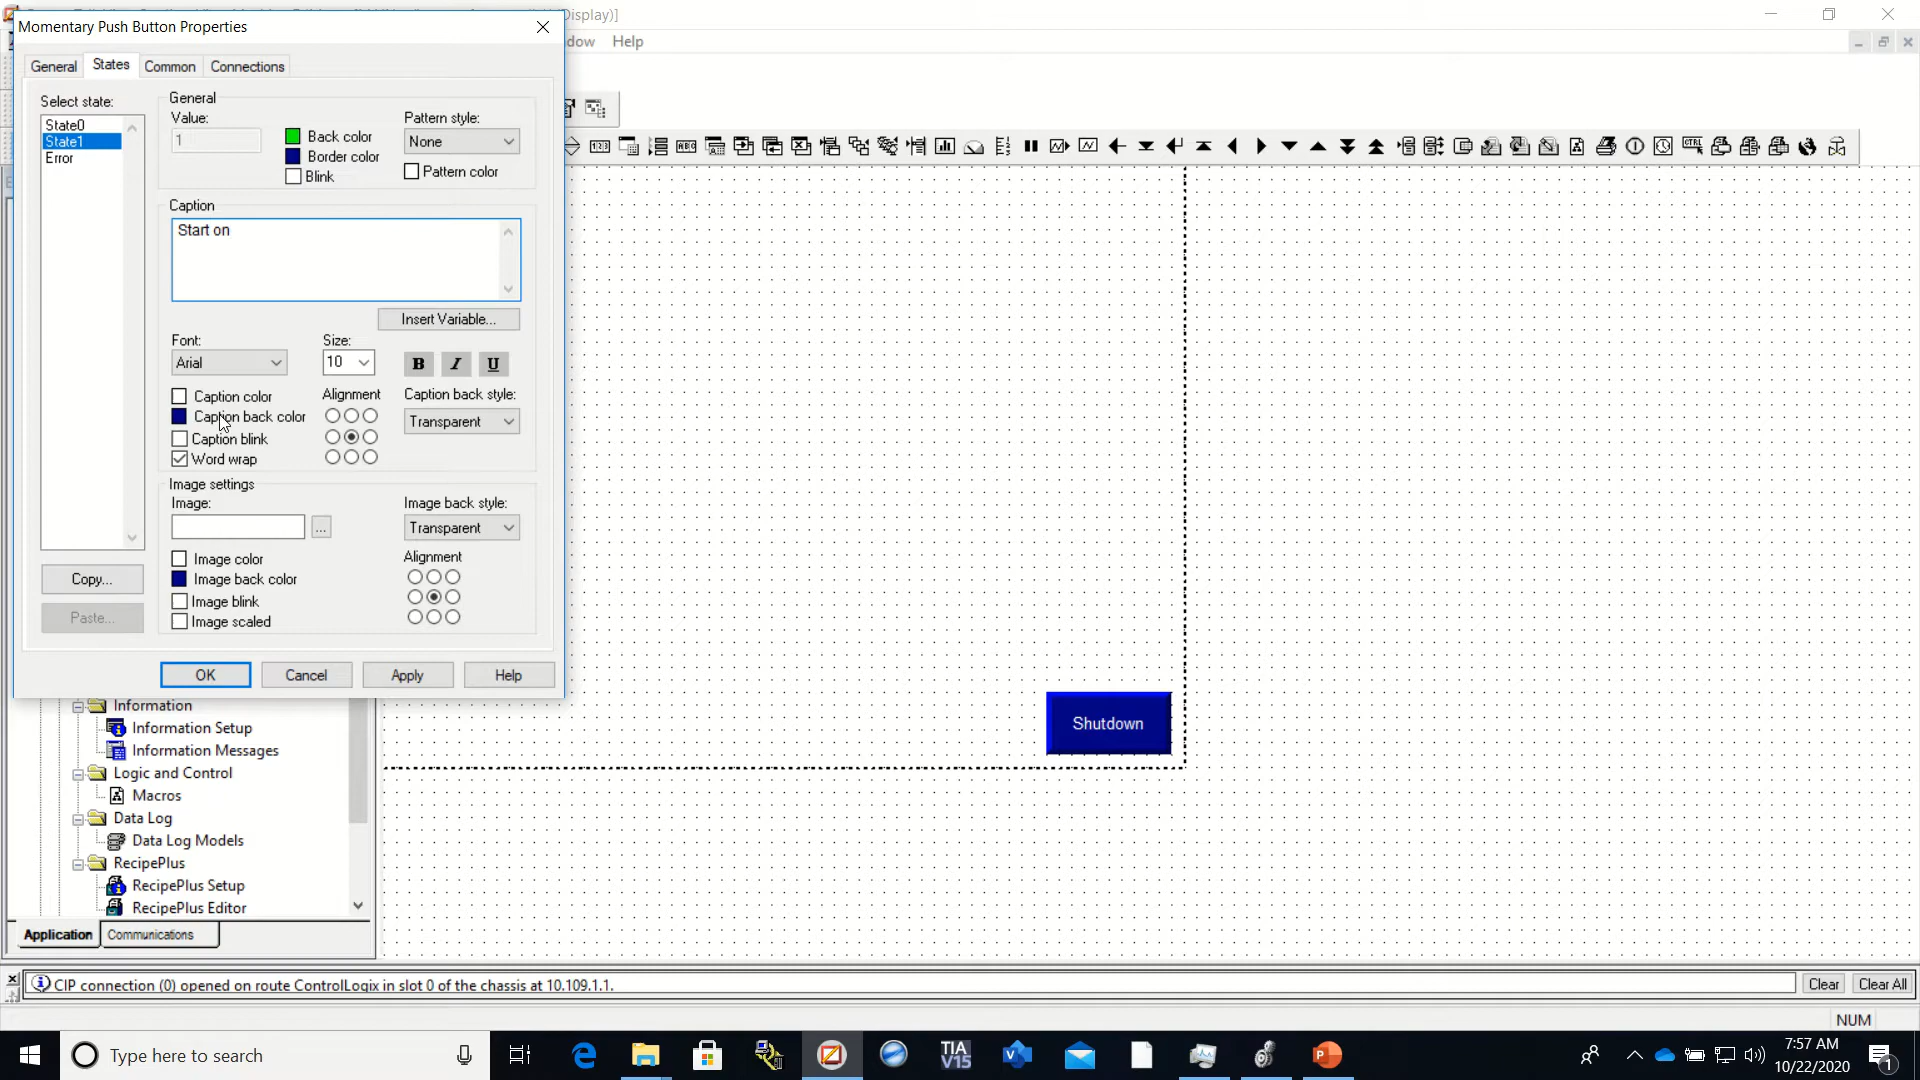 Momentary Push Button Properties
Display)]
dow Help
General States Common Connections
Select state:
State0
State1
Error
General
Value:
1
Back color
Border color
Blink
Pattern style:
None
Pattern color
Caption
Start on
Insert Variable...
Font:
Arial
Size:
10
B I U
Caption color
Caption back color
Caption blink
Word wrap
Alignment
Caption back style:
Transparent
Image settings
Image:
...
Image back style:
Transparent
Image color
Image back color
Image blink
Image scaled
Alignment
Copy...
Paste...
OK Cancel Apply Help
Shutdown
Information
Information Setup
Information Messages
Logic and Control
Macros
Data Log
Data Log Models
RecipePlus
RecipePlus Setup
RecipePlus Editor
Application Communications
CIP connection (0) opened on route ControlLogix in slot 0 of the chassis at 10.109.1.1.
Clear Clear All
NUM
Type here to search
TIA
V15
7:57 AM
10/22/2020
1